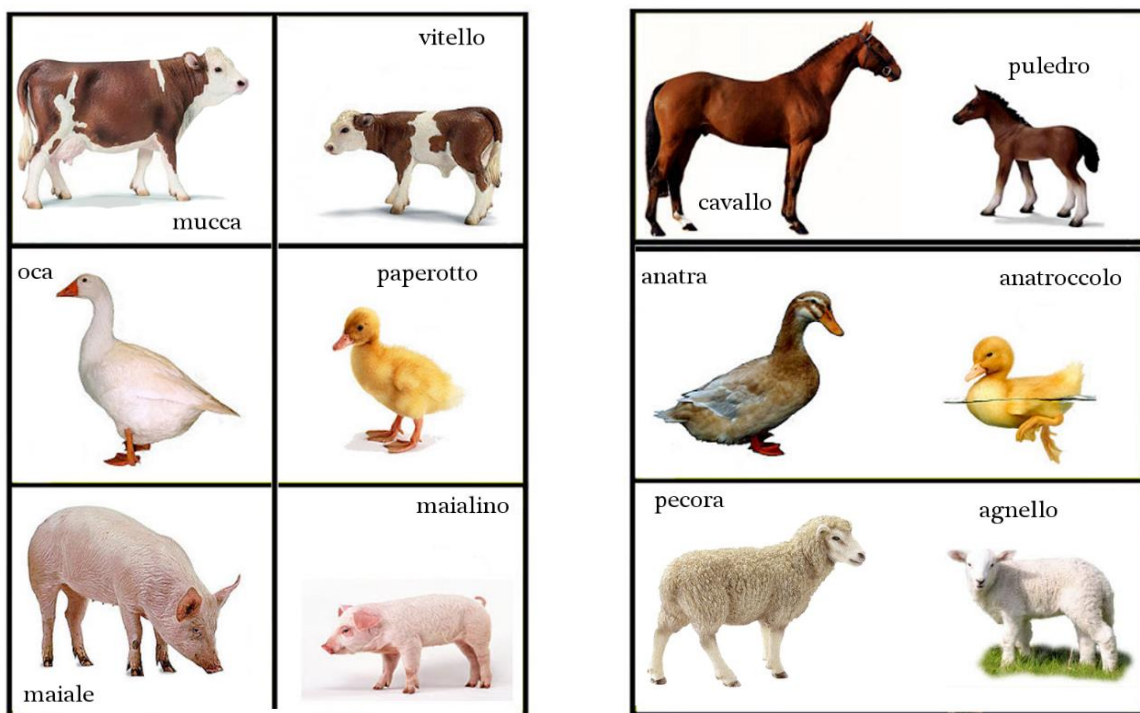 mucca
vitello
oca
paperotto
maiale
maialino
cavallo
puledro
anatra
anatroccolo
pecora
agnello